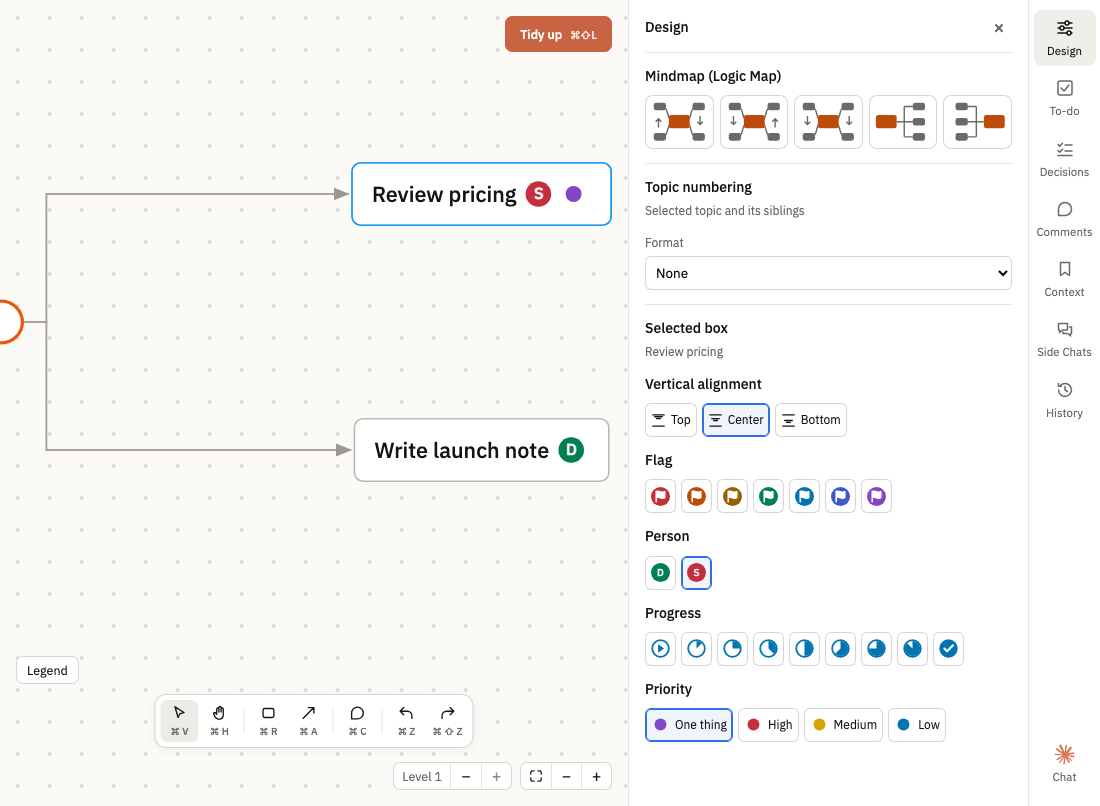 Tidy up ⌘⇧L
Review pricing S
Write launch note D
Legend
⌘ V ⌘ H ⌘ R ⌘ A ⌘ C ⌘ Z ⌘ ⇧ Z
Level 1 − +
− +
Design ×
Mindmap (Logic Map)
Topic numbering
Selected topic and its siblings
Format
None
Selected box
Review pricing
Vertical alignment
Top Center Bottom
Flag
Person
D S
Progress
Priority
One thing High Medium Low
Design
To-do
Decisions
Comments
Context
Side Chats
History
Chat